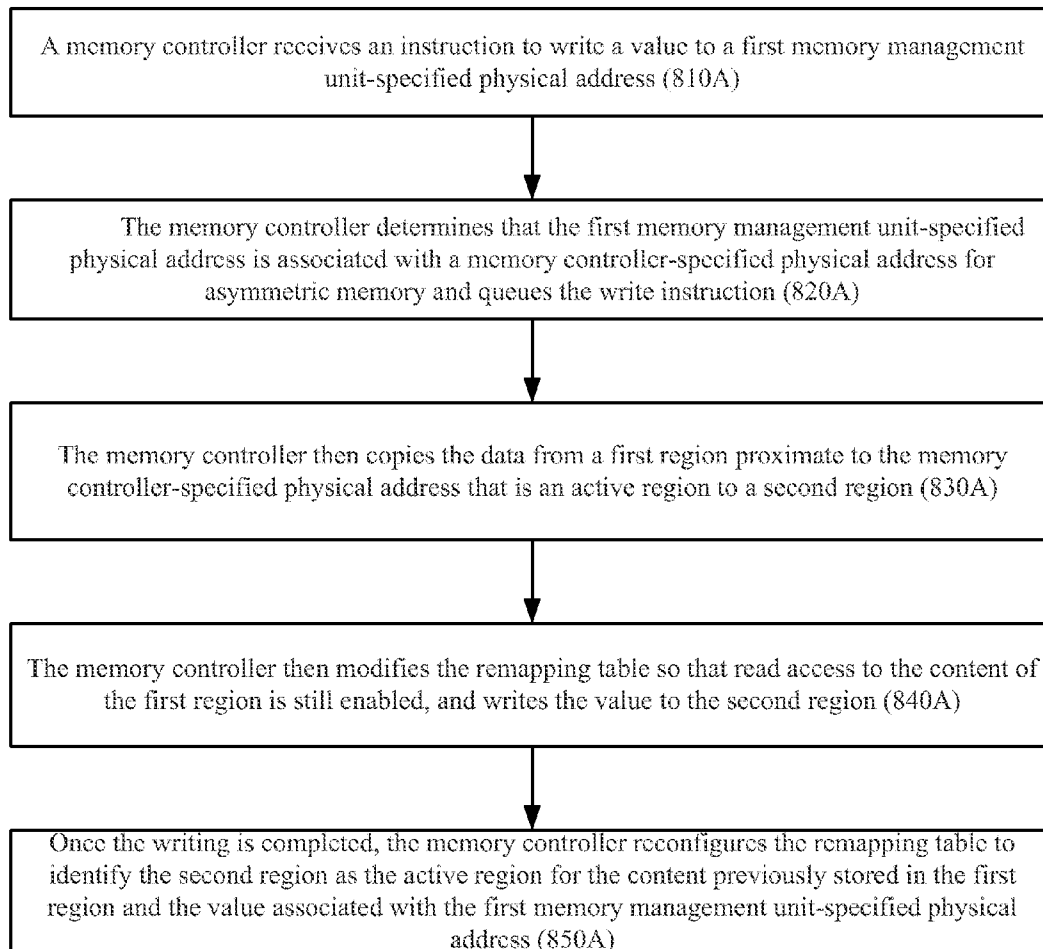 A memory controller receives an instruction to write a value to a first memory management
unit-specified physical address (810A)
The memory controller determines that the first memory management unit-specified
physical address is associated with a memory controller-specified physical address for
asymmetric memory and queues the write instruction (820A)
The memory controller then copies the data from a first region proximate to the memory
controller-specified physical address that is an active region to a second region (830A)
The memory controller then modifies the remapping table so that read access to the content of
the first region is still enabled, and writes the value to the second region (840A)
Once the writing is completed, the memory controller reconfigures the remapping table to
identify the second region as the active region for the content previously stored in the first
region and the value associated with the first memory management unit-specified physical
address (850A)